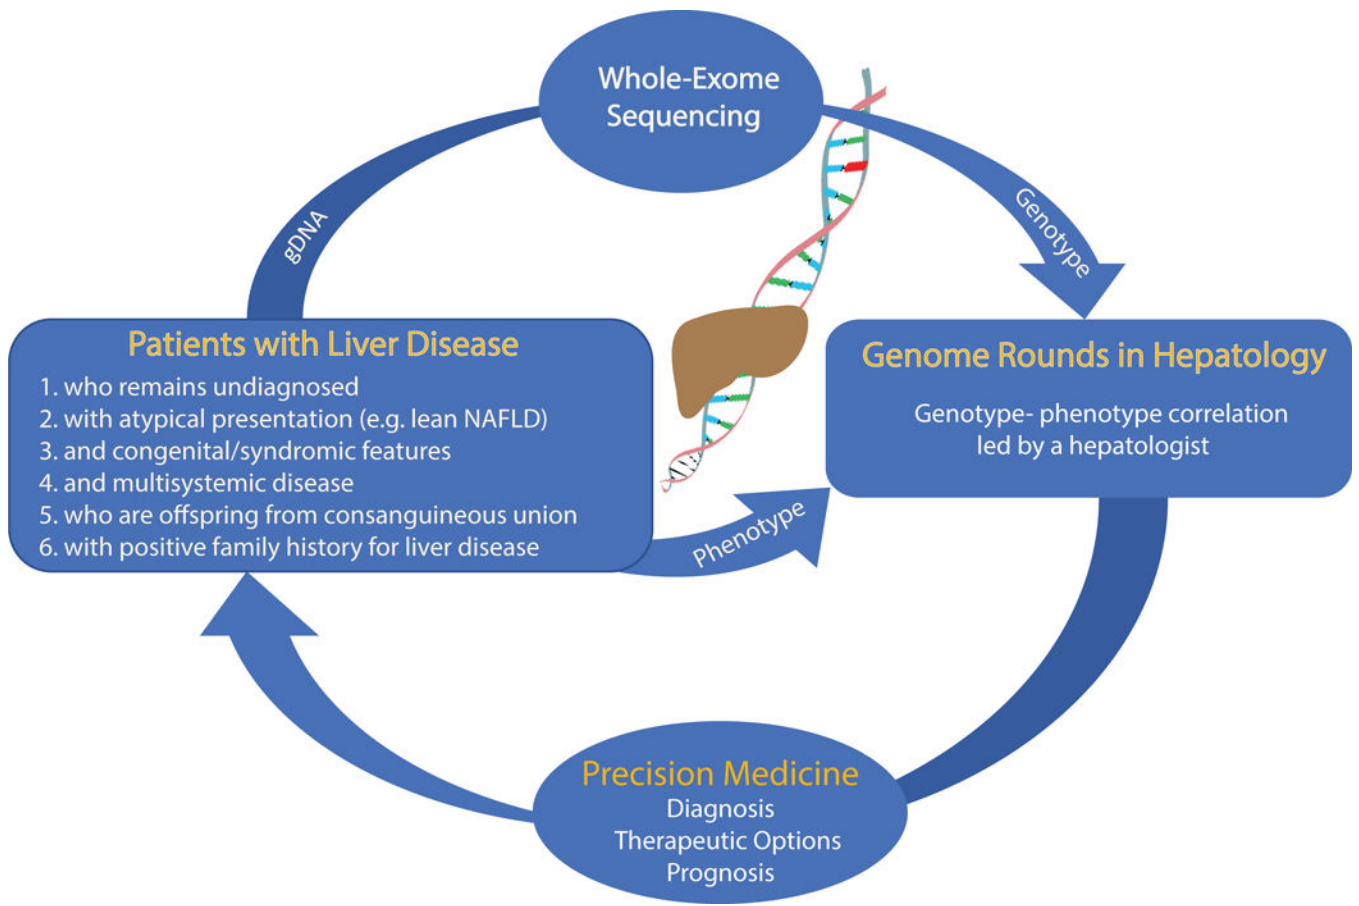 Whole-Exome
Sequencing
gDNA
Genotype
Patients with Liver Disease
1. who remains undiagnosed
2. with atypical presentation (e.g. lean NAFLD)
3. and congenital/syndromic features
4. and multisystemic disease
5. who are offspring from consanguineous union
6. with positive family history for liver disease
Genome Rounds in Hepatology
Genotype- phenotype correlation
led by a hepatologist
Phenotype
Precision Medicine
Diagnosis
Therapeutic Options
Prognosis